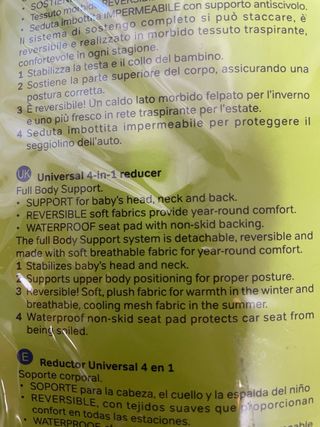 • SOSTIEN
• Tessuto morbido
• Seduta imbottita IMPERMEABILE con supporto antiscivolo.
Il sistema di sostegno completo si può staccare, è
reversibile e realizzato in morbido tessuto traspirante,
confortevole in ogni stagione.
1 Stabilizza la testa e il collo del bambino.
2 Sostiene la parte superiore del corpo, assicurando una
postura corretta.
3 È reversibile! Un caldo lato morbido felpato per l'inverno
e uno più fresco in rete traspirante per l'estate.
4 Seduta imbottita impermeabile per proteggere il
seggiolino dell'auto.
UK Universal 4-in-1 reducer
Full Body Support.
• SUPPORT for baby's head, neck and back.
• REVERSIBLE soft fabrics provide year-round comfort.
• WATERPROOF seat pad with non-skid backing.
The full Body Support system is detachable, reversible and
made with soft breathable fabric for year-round comfort.
1 Stabilizes baby's head and neck.
2 Supports upper body positioning for proper posture.
3 Reversible! Soft, plush fabric for warmth in the winter and
breathable, cooling mesh fabric in the summer.
4 Waterproof non-skid seat pad protects car seat from
being soiled.
E Reductor Universal 4 en 1
Soporte corporal.
• SOPORTE para la cabeza, el cuello y la espalda del niño
• REVERSIBLE, con tejidos suaves que proporcionan
confort en todas las estaciones.
• WATERPROOF